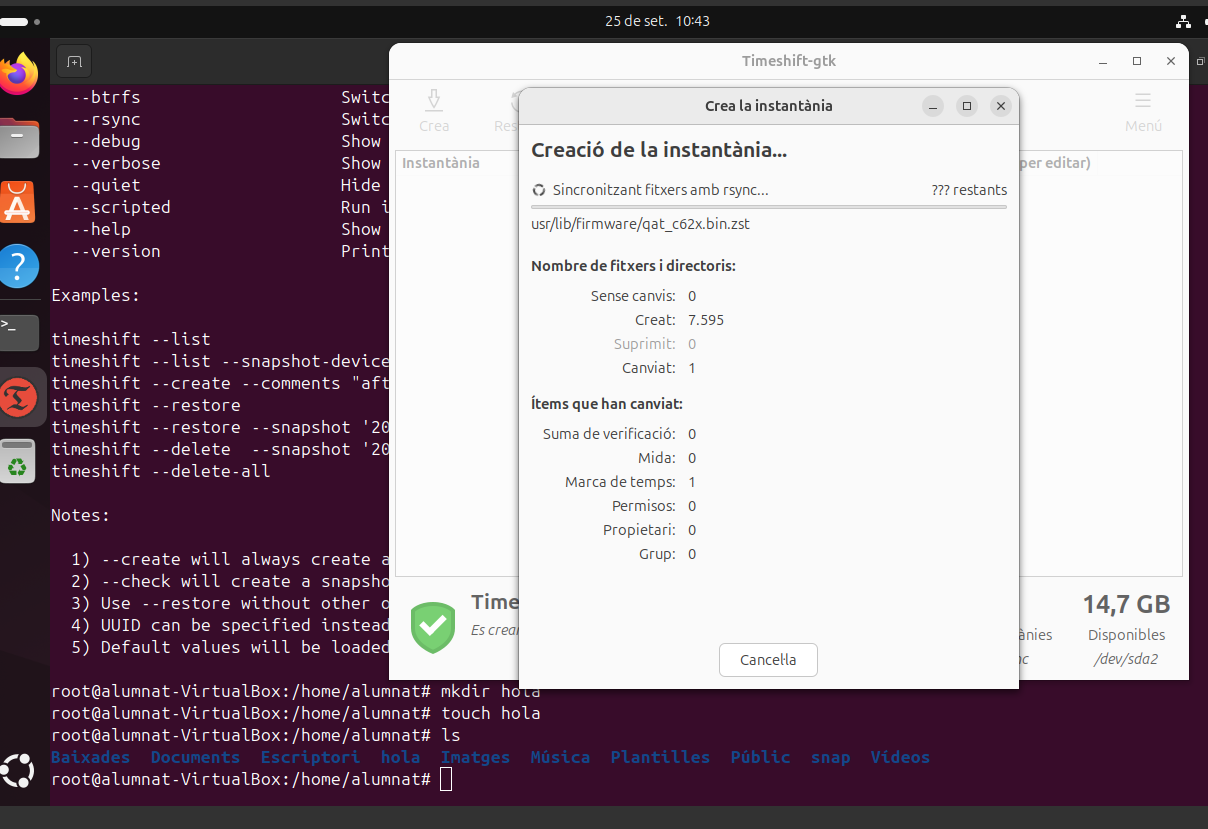 25 de set. 10:43
Timeshift-gtk
Crea
Menú
Instantània
per editar)
Crea la instantània
Creació de la instantània...
Sincronitzant fitxers amb rsync...
??? restants
usr/lib/firmware/qat_c62x.bin.zst
Nombre de fitxers i directoris:
Sense canvis: 0
Creat: 7.595
Suprimit: 0
Canviat: 1
Ítems que han canviat:
Suma de verificació: 0
Mida: 0
Marca de temps: 1
Permisos: 0
Propietari: 0
Grup: 0
Cancel·la
14,7 GB
Disponibles
/dev/sda2
--btrfs Switc
--rsync Switc
--debug Show
--verbose Show
--quiet Hide
--scripted Run i
--help Show
--version Print
Examples:
timeshift --list
timeshift --list --snapshot-device
timeshift --create --comments "aft
timeshift --restore
timeshift --restore --snapshot '20
timeshift --delete  --snapshot '20
timeshift --delete-all
Notes:
1) --create will always create a
2) --check will create a snapsho
3) Use --restore without other o
4) UUID can be specified instead
5) Default values will be loaded
root@alumnat-VirtualBox:/home/alumnat# mkdir hola
root@alumnat-VirtualBox:/home/alumnat# touch hola
root@alumnat-VirtualBox:/home/alumnat# ls
Baixades Documents Escriptori hola Imatges Música Plantilles Públic snap Vídeos
root@alumnat-VirtualBox:/home/alumnat#